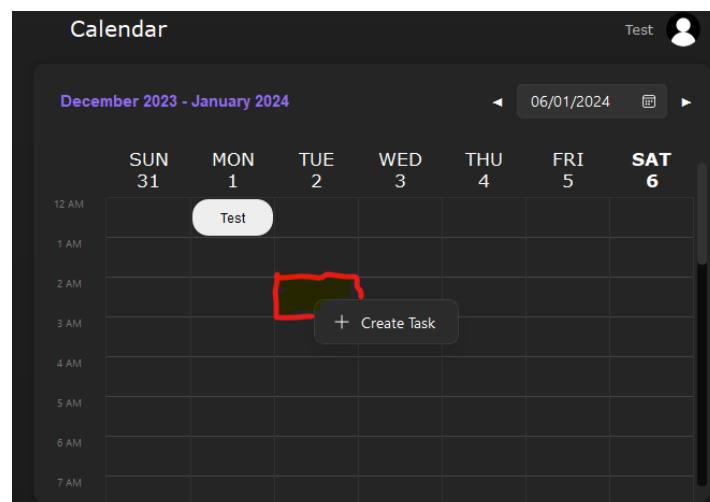 Calendar
Test
December 2023 - January 2024
◄ 06/01/2024 ►
SUN MON TUE WED THU FRI SAT
31 1 2 3 4 5 6
12 AM
Test
1 AM
2 AM
3 AM
+ Create Task
4 AM
5 AM
6 AM
7 AM